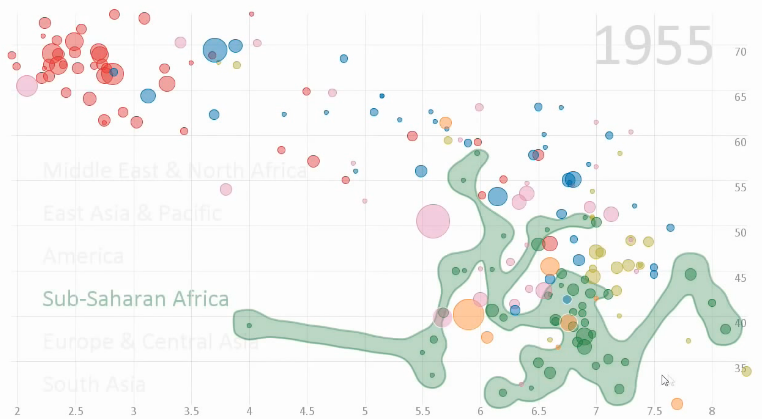 1955
70
65
60
Middle East & North Africa
55
East Asia & Pacific
50
America
45
Sub-Saharan Africa
40
Europe & Central Asia
35
South Asia
2 2.5 3 3.5 4 4.5 5 5.5 6 6.5 7 7.5 8